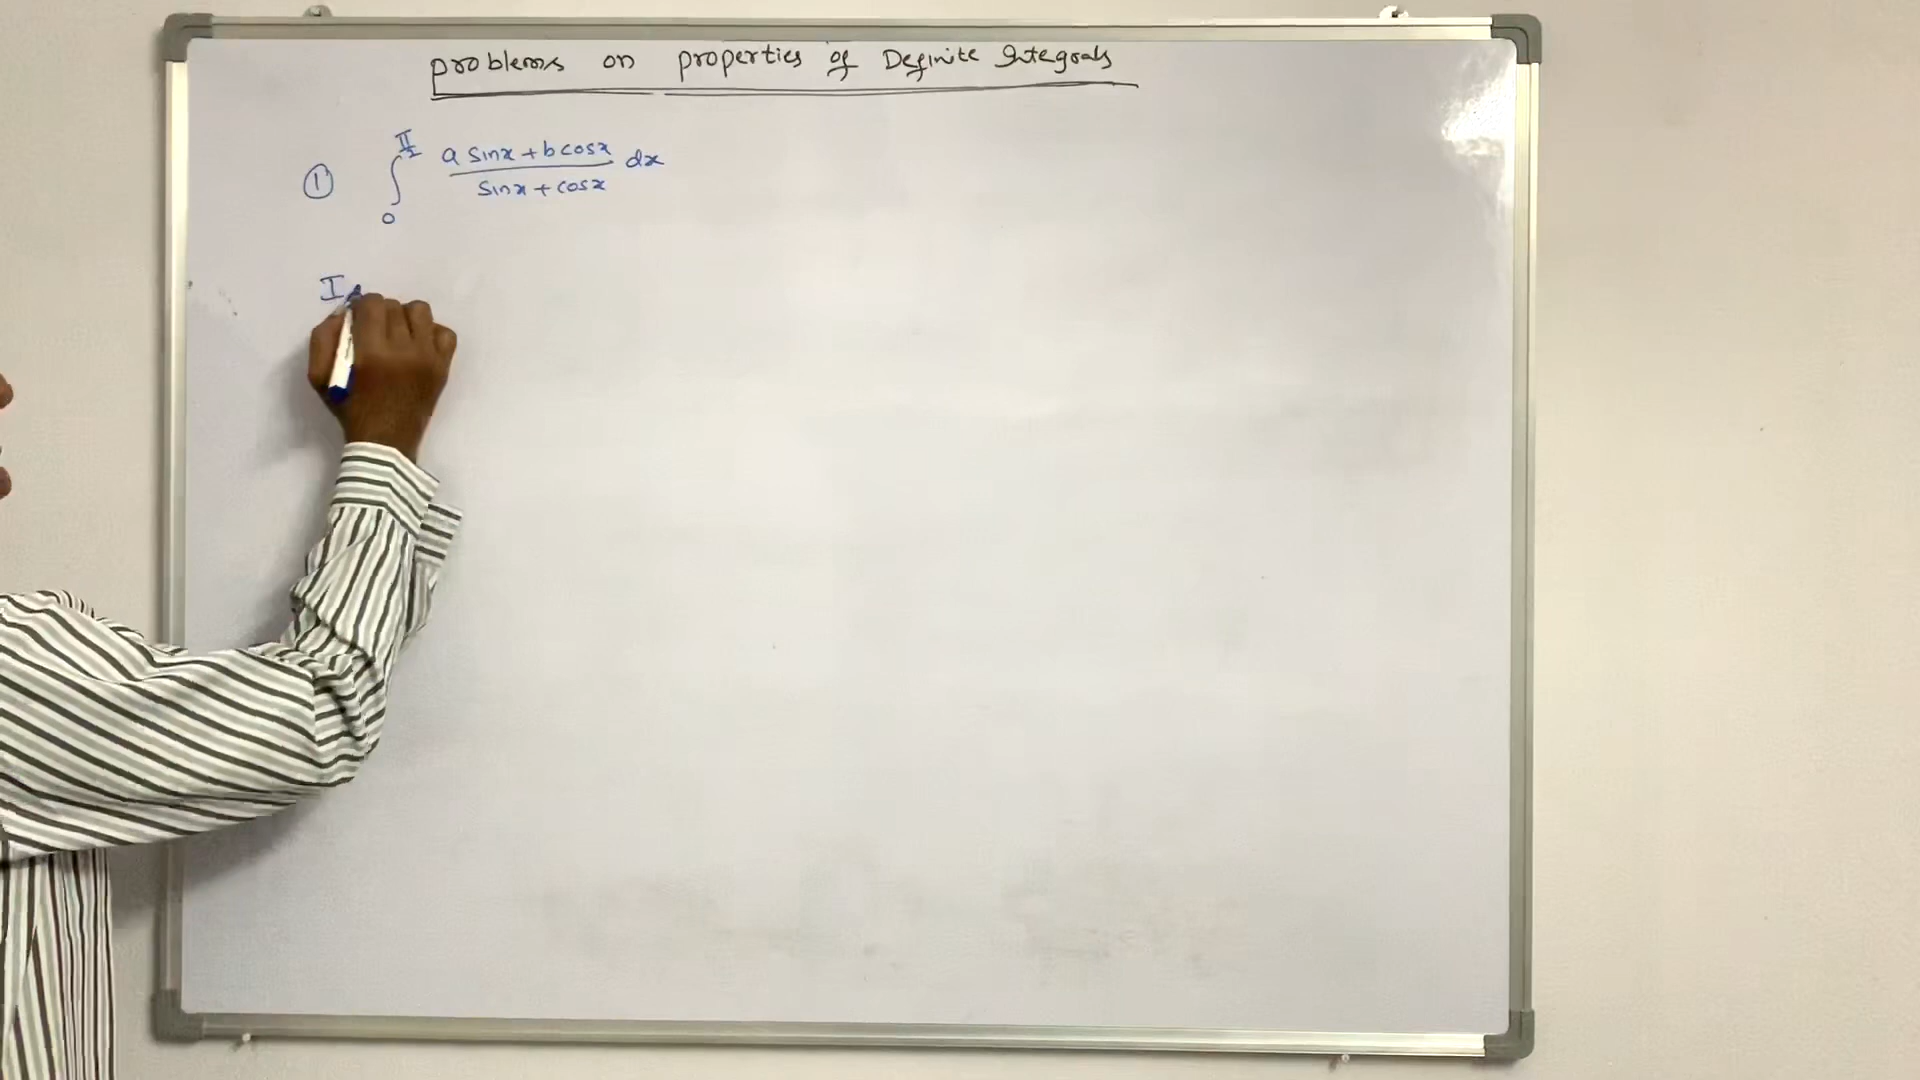 problems on properties of Definite Integrals
① ∫₀^(π/2) (a sinx + b cosx)/(sinx + cosx) dx
I